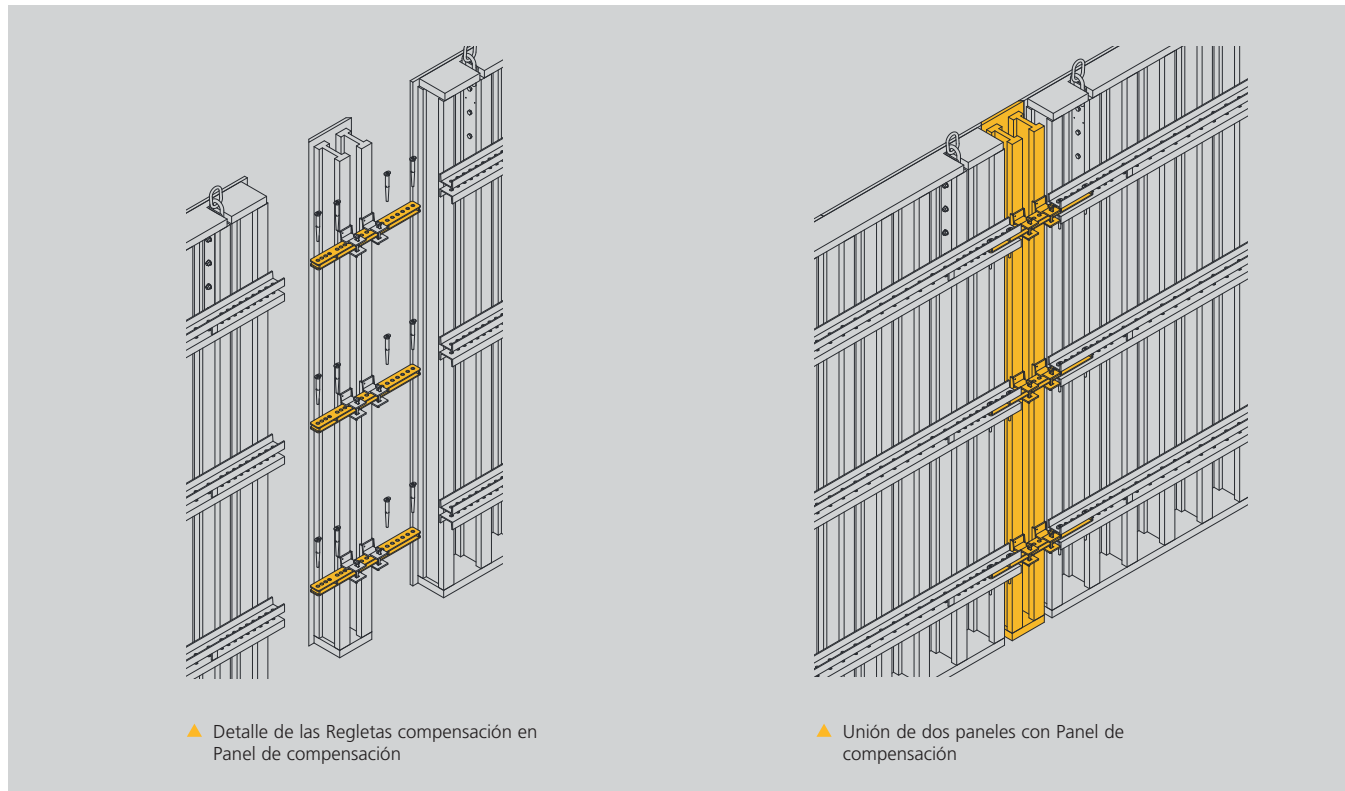 Detalle de las Regletas compensación en
Panel de compensación
Unión de dos paneles con Panel de
compensación